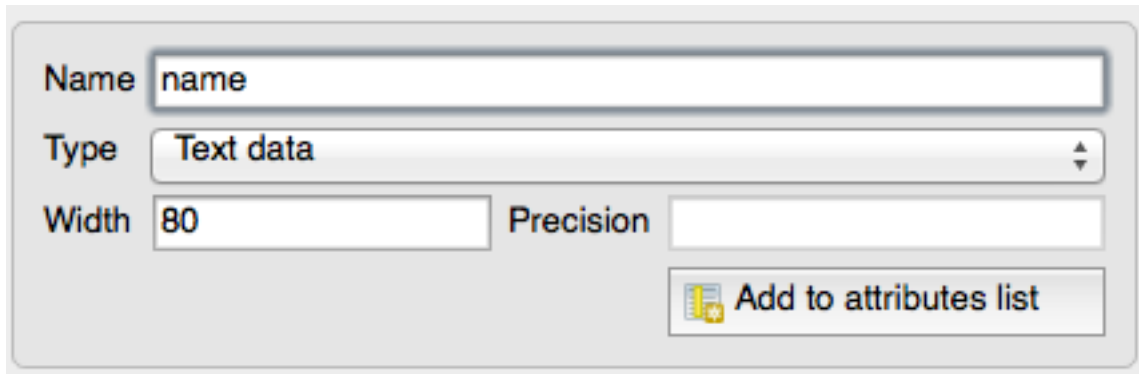 Name name
Type Text data
Width 80 Precision
Add to attributes list